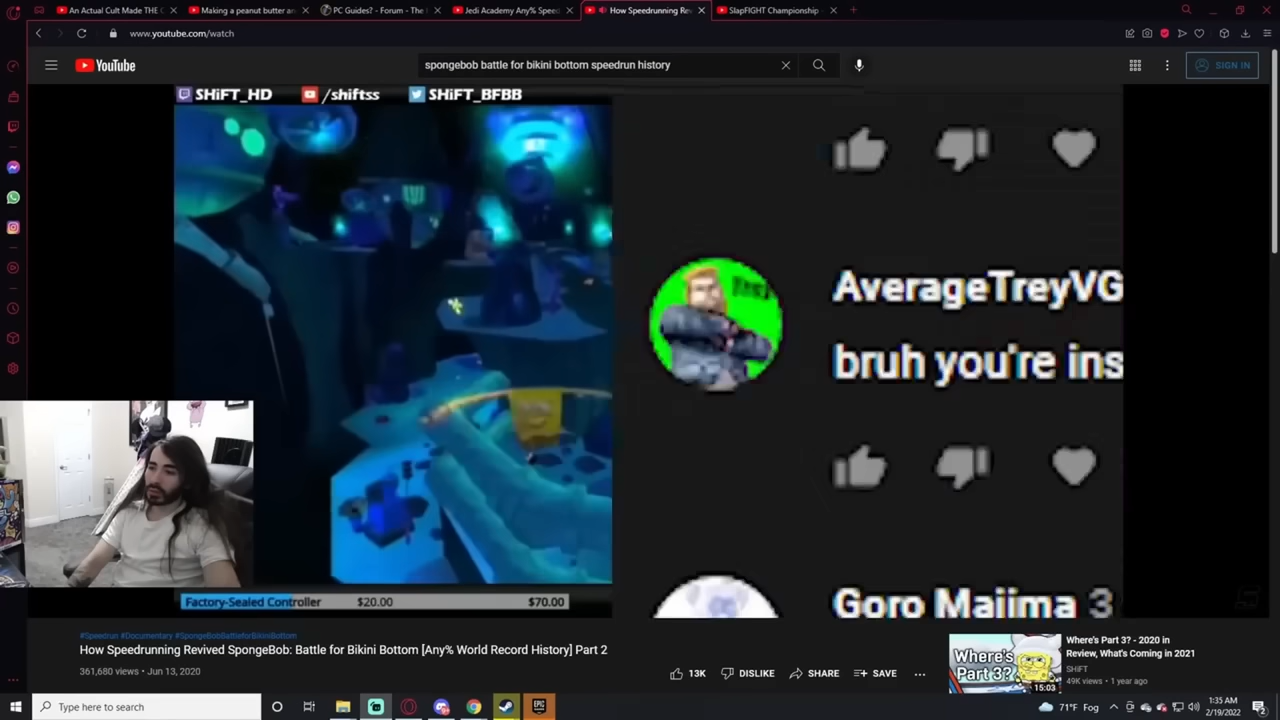 An Actual Cult Made THE C
Making a peanut butter an
PC Guides? - Forum - The
Jedi Academy Any% Speed
How Speedrunning Rev
SlapFIGHT Championship
www.youtube.com/watch
YouTube
spongebob battle for bikini bottom speedrun history
SIGN IN
SHiFT_HD
/shiftss
SHiFT_BFBB
AverageTreyVG
bruh you're ins
Goro Majima 3
Factory-Sealed Controller
$20.00
$70.00
#Speedrun #Documentary #SpongeBobBattleforBikiniBottom
How Speedrunning Revived SpongeBob: Battle for Bikini Bottom [Any% World Record History] Part 2
361,680 views • Jun 13, 2020
13K
DISLIKE
SHARE
SAVE
Where's
Part 3?
15:03
Where's Part 3? - 2020 in
Review, What's Coming in 2021
SHiFT
49K views • 1 year ago
Type here to search
EPIC
71°F Fog
1:35 AM
2/19/2022
2